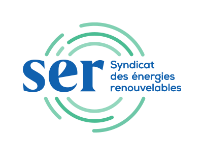 ser
Syndicat
des énergies
renouvelables